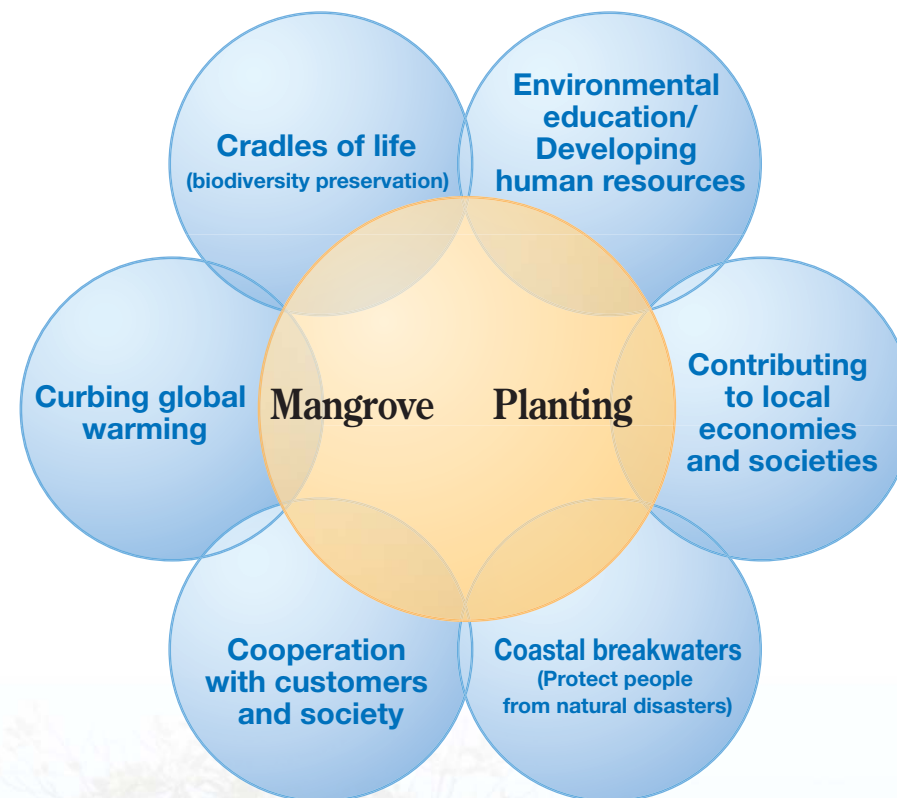 Cradles of life
(biodiversity preservation)
Environmental
education/
Developing
human resources
Curbing global
warming
Mangrove Planting
Contributing
to local
economies
and societies
Cooperation
with customers
and society
Coastal breakwaters
(Protect people
from natural disasters)